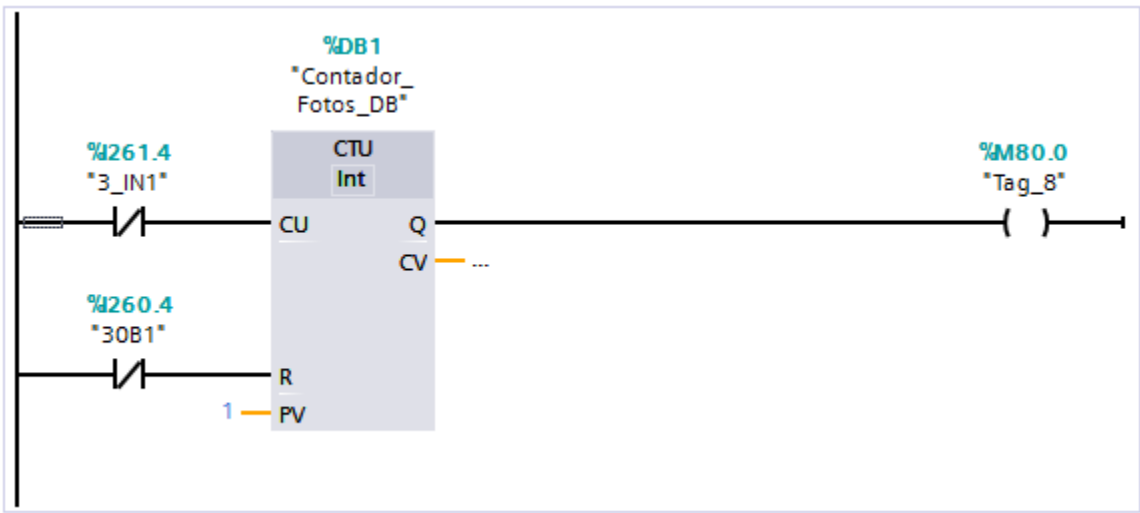 %DB1
"Contador_
Fotos_DB"
%I261.4
"3_IN1"
CTU
Int
%M80.0
"Tag_8"
CU
Q
CV
...
%I260.4
"30B1"
R
1
PV